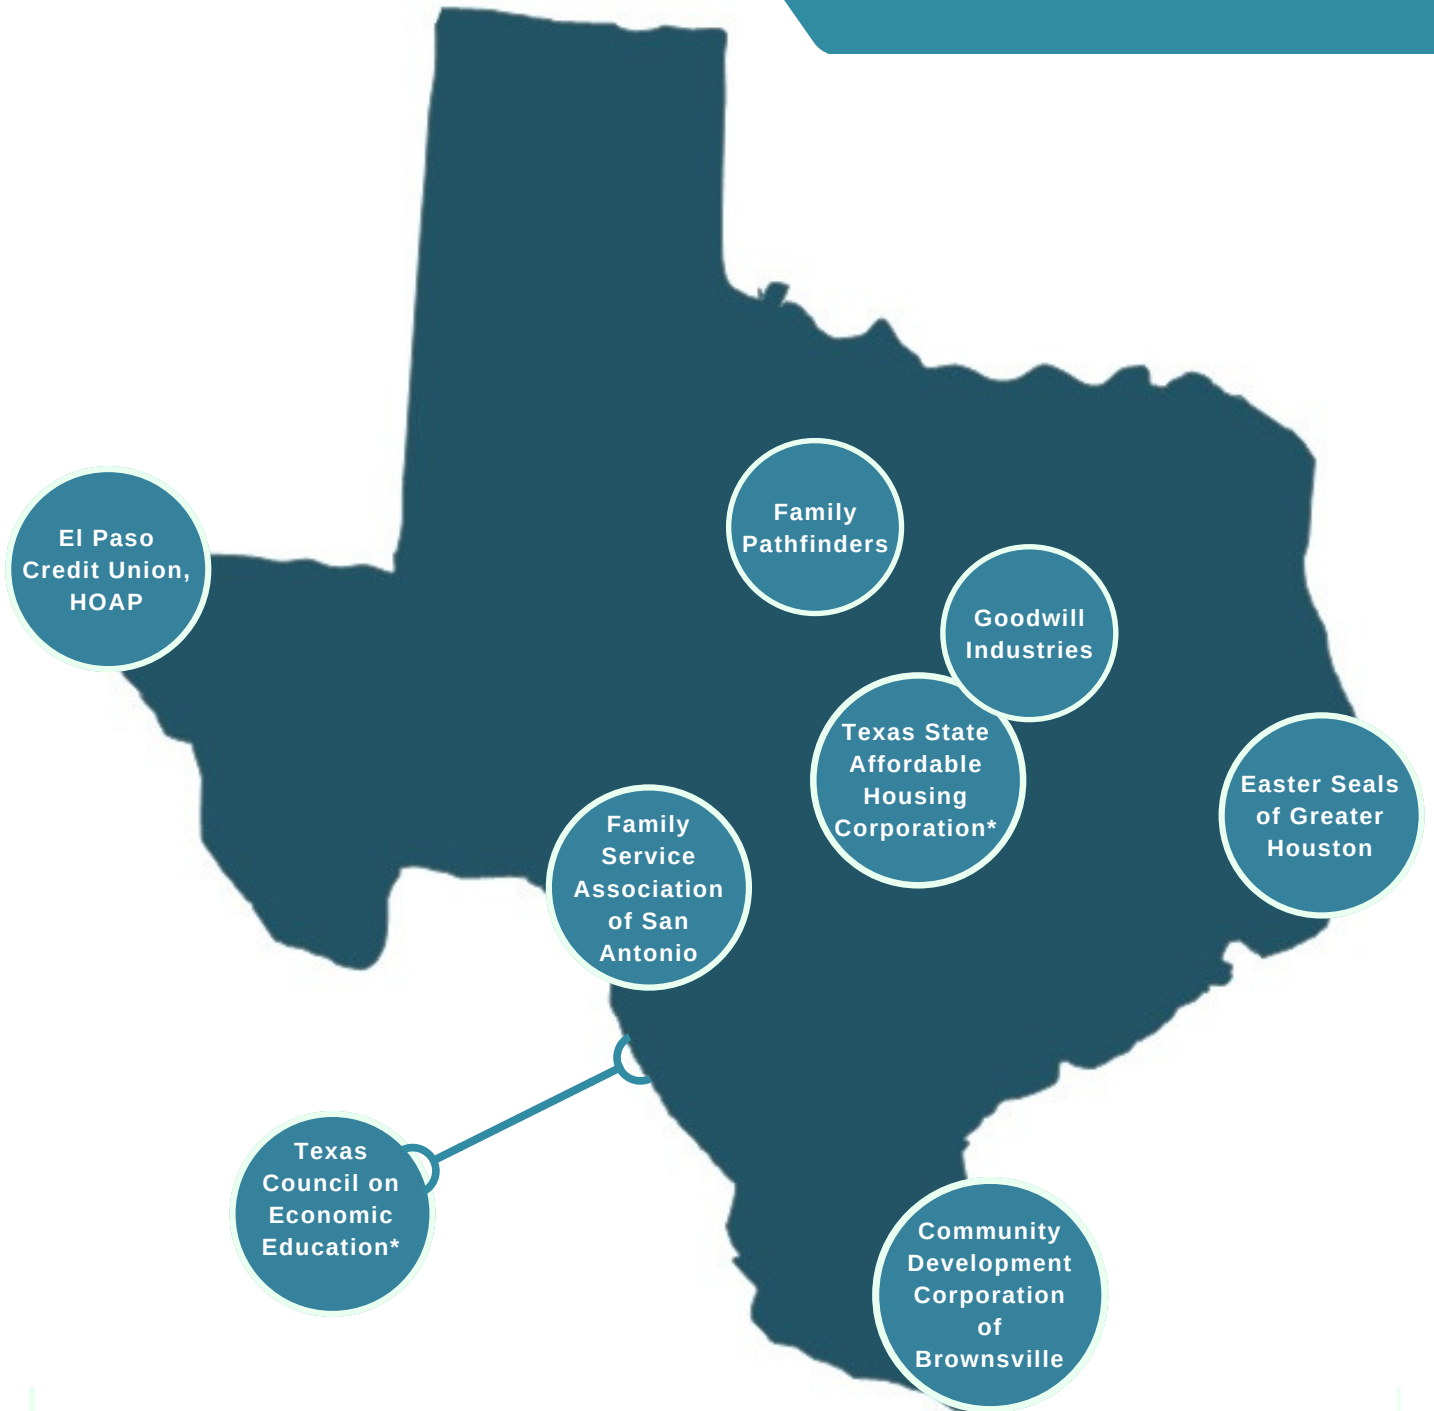 Family
Pathfinders
El Paso
Credit Union,
HOAP
Goodwill
Industries
Texas State
Affordable
Housing
Corporation*
Easter Seals
of Greater
Houston
Family
Service
Association
of San
Antonio
Texas
Council on
Economic
Education*
Community
Development
Corporation
of
Brownsville